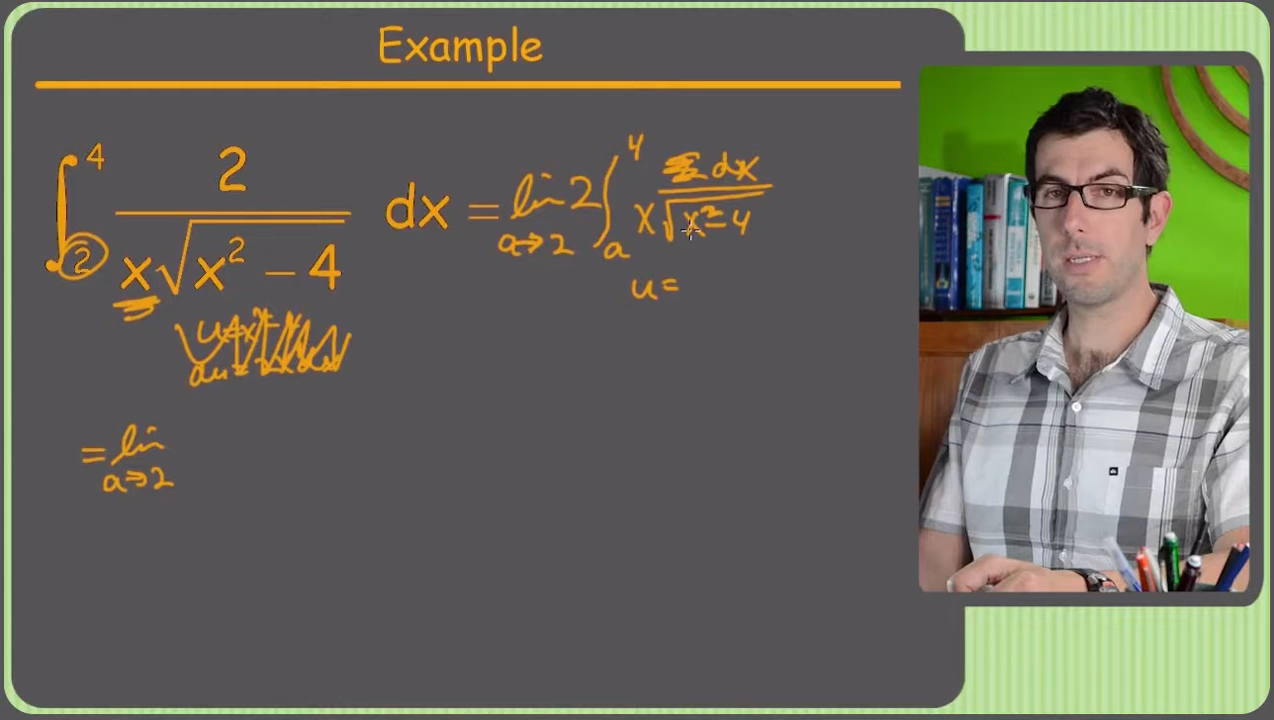 Example
∫₂⁴ 2 / (x√(x² − 4)) dx = lim a→2 2 ∫ₐ⁴ dx / (x√(x² − 4))
u =
= lim a→2